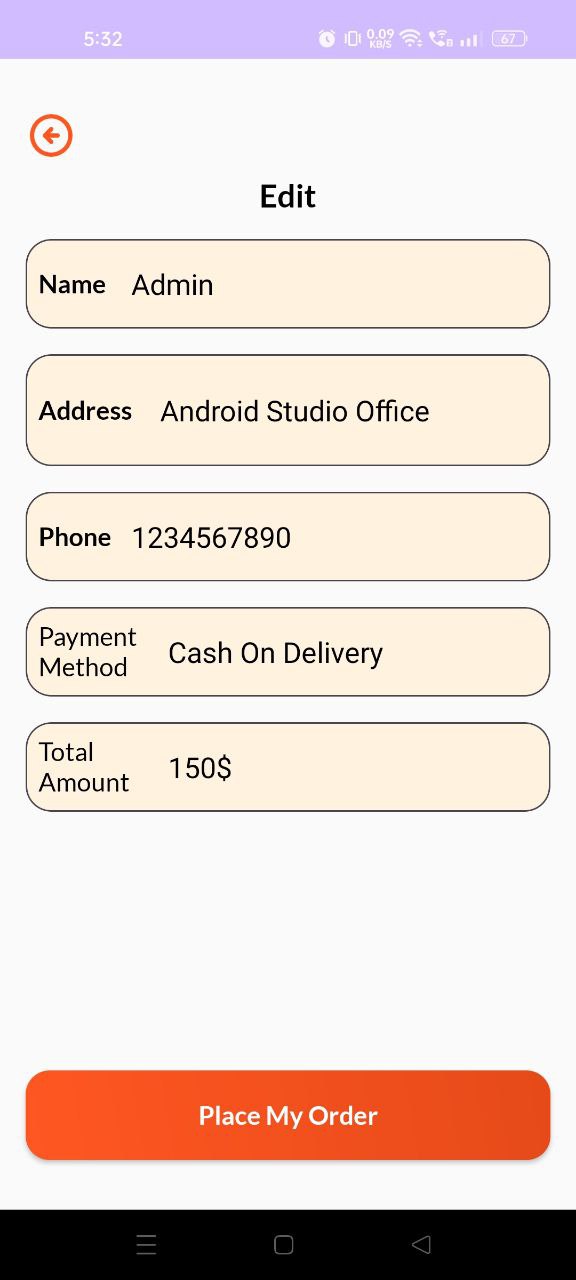 5:32 0.09 KB/S 67
Edit
Name Admin
Address Android Studio Office
Phone 1234567890
Payment
Method Cash On Delivery
Total
Amount 150$
Place My Order